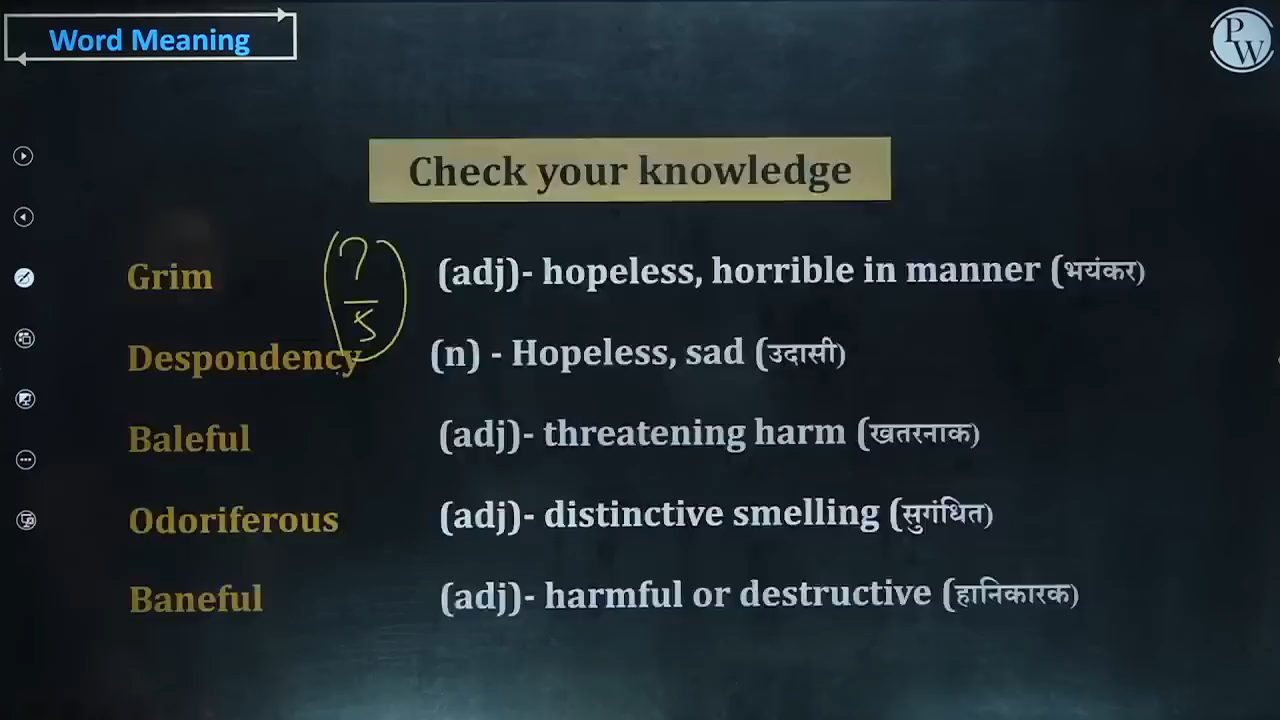 Word Meaning
PW
Check your knowledge
Grim (adj)- hopeless, horrible in manner (भयंकर)
?
5
Despondency (n) - Hopeless, sad (उदासी)
Baleful (adj)- threatening harm (खतरनाक)
Odoriferous (adj)- distinctive smelling (सुगंधित)
Baneful (adj)- harmful or destructive (हानिकारक)